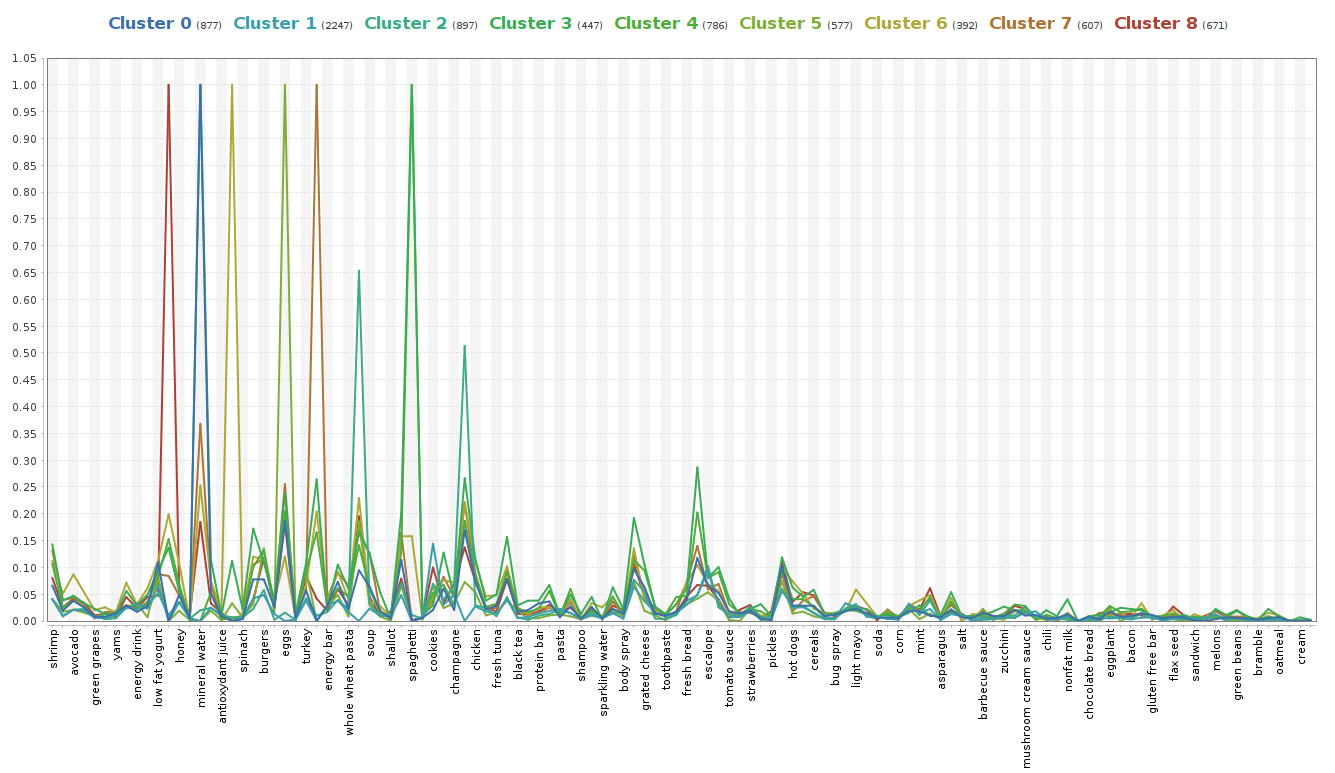 Cluster 0 (877) Cluster 1 (2247) Cluster 2 (897) Cluster 3 (447) Cluster 4 (786) Cluster 5 (577) Cluster 6 (392) Cluster 7 (607) Cluster 8 (671)
1.05
1.00
0.95
0.90
0.85
0.80
0.75
0.70
0.65
0.60
0.55
0.50
0.45
0.40
0.35
0.30
0.25
0.20
0.15
0.10
0.05
0.00
shrimp
avocado
green grapes
yams
energy drink
low fat yogurt
honey
mineral water
antioxydant juice
spinach
burgers
eggs
turkey
energy bar
whole wheat pasta
soup
shallot
spaghetti
cookies
champagne
chicken
fresh tuna
black tea
protein bar
pasta
shampoo
sparkling water
body spray
grated cheese
toothpaste
fresh bread
escalope
tomato sauce
strawberries
pickles
hot dogs
cereals
bug spray
light mayo
soda
corn
mint
asparagus
salt
barbecue sauce
zucchini
mushroom cream sauce
chili
nonfat milk
chocolate bread
eggplant
bacon
gluten free bar
flax seed
sandwich
melons
green beans
bramble
oatmeal
cream